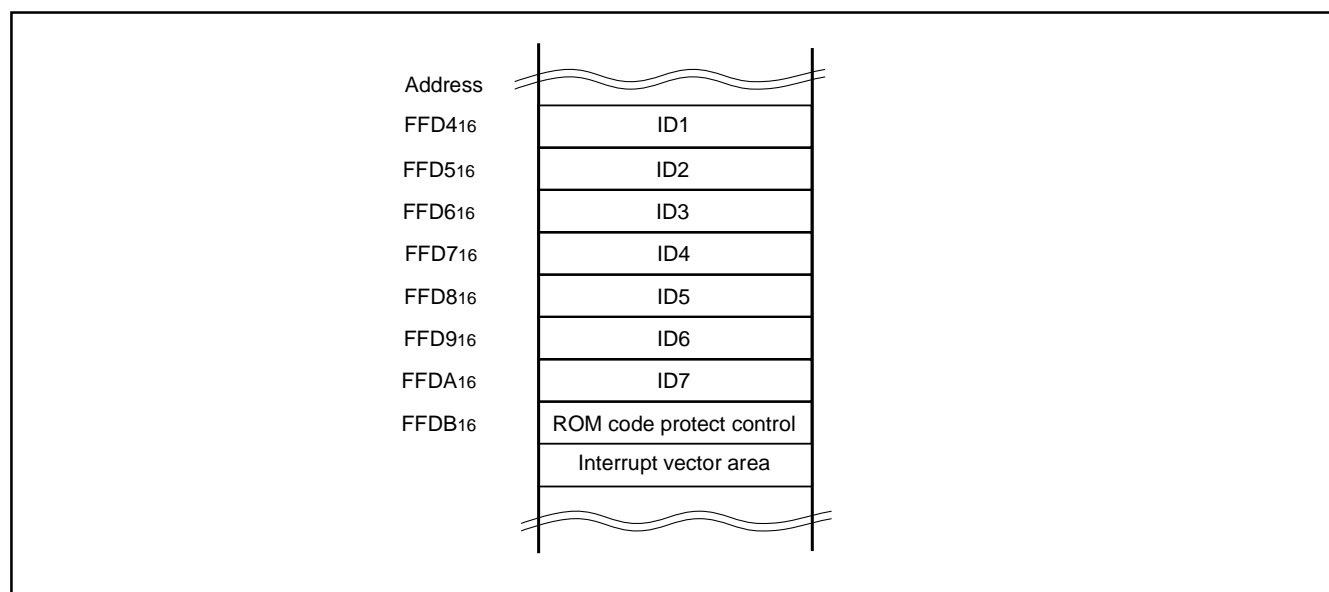 Address
FFD416 ID1
FFD516 ID2
FFD616 ID3
FFD716 ID4
FFD816 ID5
FFD916 ID6
FFDA16 ID7
FFDB16 ROM code protect control
Interrupt vector area